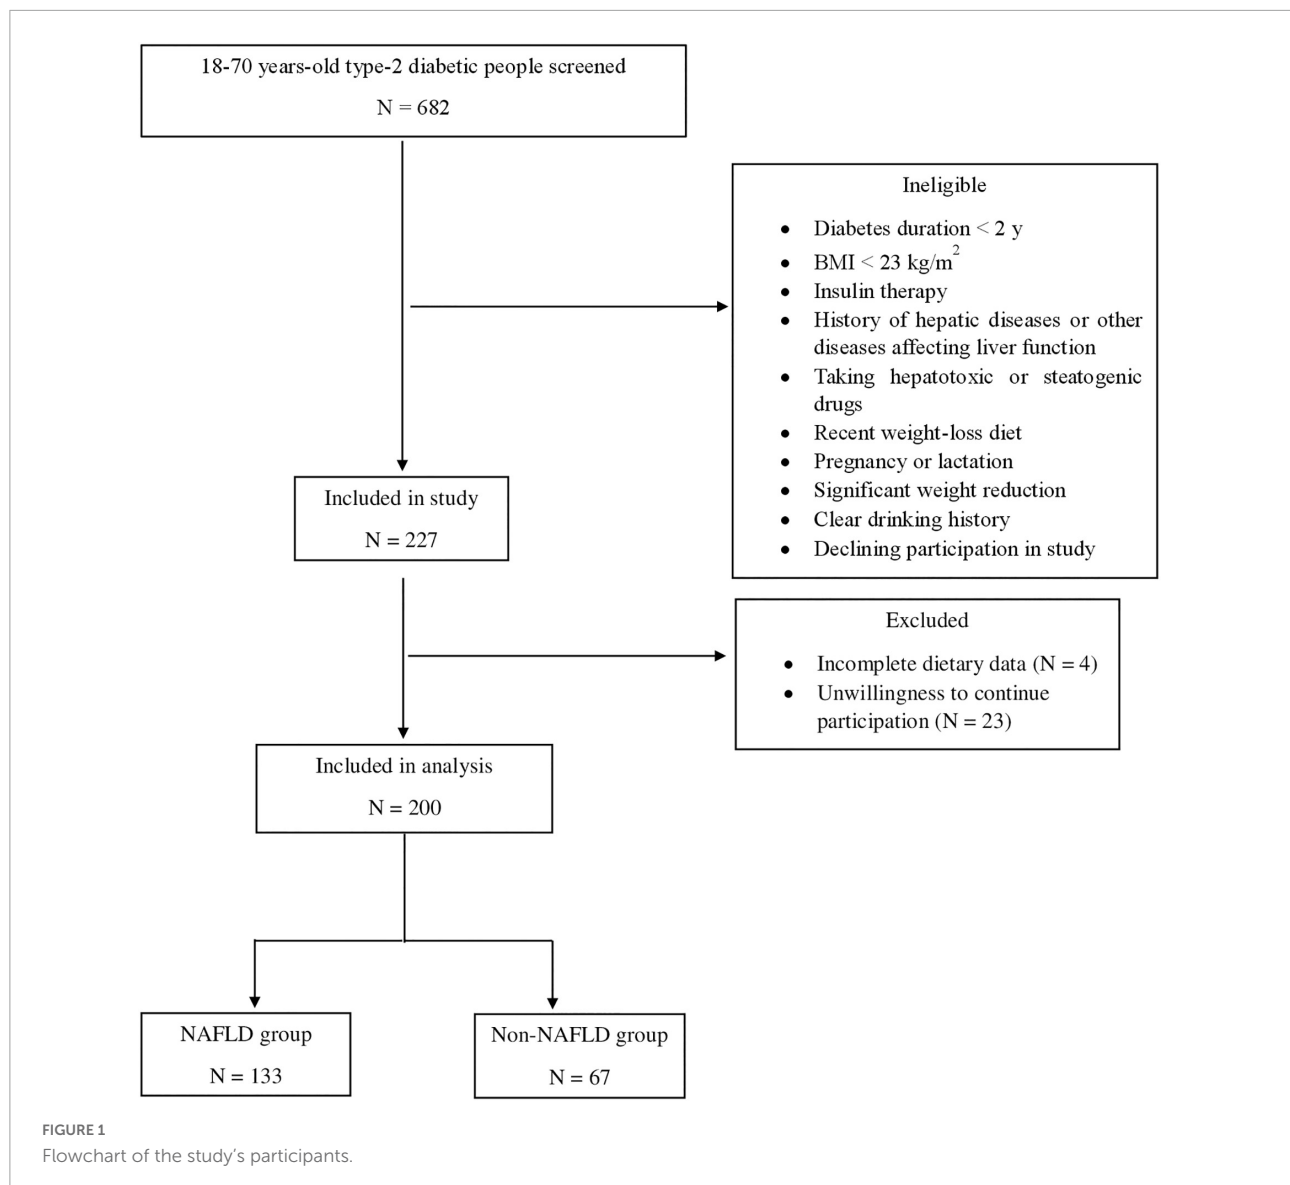 18-70 years-old type-2 diabetic people screened
N = 682
Ineligible
• Diabetes duration < 2 y
• BMI < 23 kg/m²
• Insulin therapy
• History of hepatic diseases or other
diseases affecting liver function
• Taking hepatotoxic or steatogenic
drugs
• Recent weight-loss diet
• Pregnancy or lactation
• Significant weight reduction
• Clear drinking history
• Declining participation in study
Included in study
N = 227
Excluded
• Incomplete dietary data (N = 4)
• Unwillingness to continue
participation (N = 23)
Included in analysis
N = 200
NAFLD group
N = 133
Non-NAFLD group
N = 67
FIGURE 1
Flowchart of the study's participants.